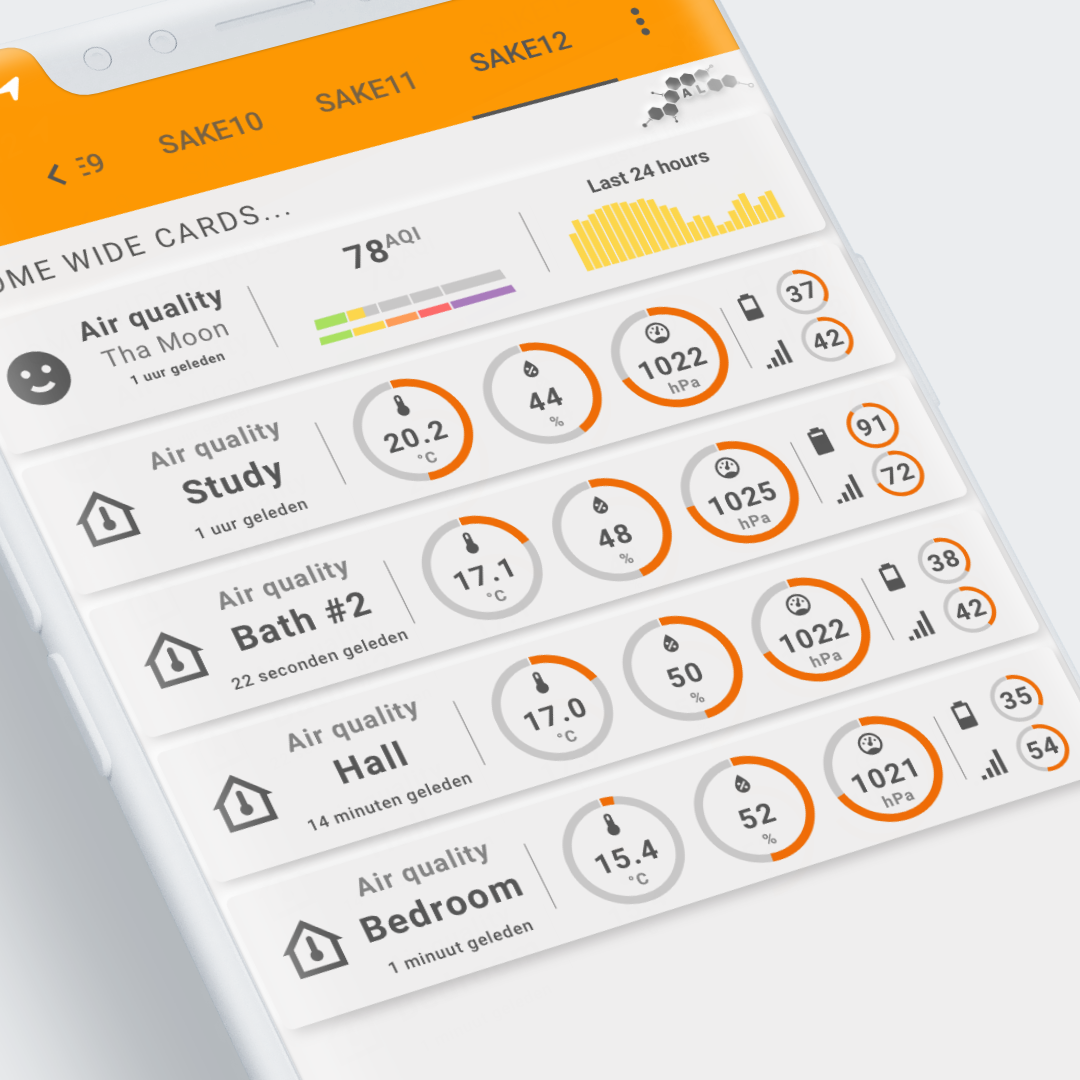 E9 SAKE10 SAKE11 SAKE12
AL
OME WIDE CARDS...
Air quality
Tha Moon
1 uur geleden
78 AQI
Last 24 hours
Air quality
Study
1 uur geleden
20.2
°C
44
%
1022
hPa
37
42
Air quality
Bath #2
22 seconden geleden
17.1
°C
48
%
1025
hPa
91
72
Air quality
Hall
14 minuten geleden
17.0
°C
50
%
1022
hPa
38
42
Air quality
Bedroom
1 minuut geleden
15.4
°C
52
%
1021
hPa
35
54